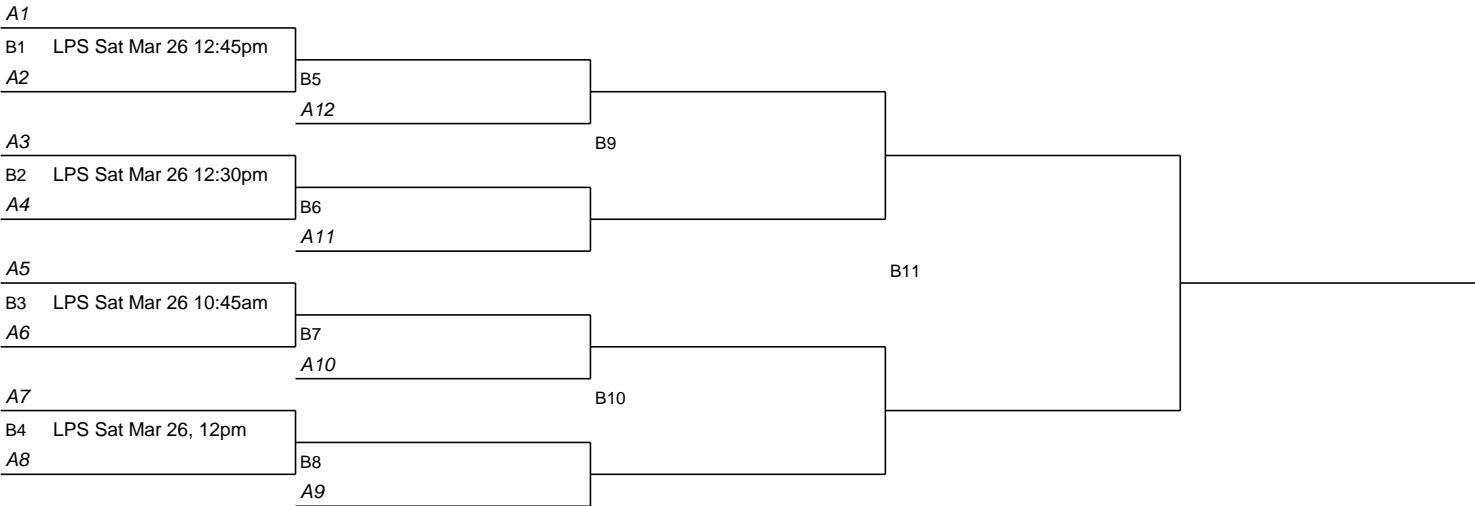 A1
B1 LPS Sat Mar 26 12:45pm
A2
B5
A12
A3
B9
B2 LPS Sat Mar 26 12:30pm
A4
B6
A11
A5
B11
B3 LPS Sat Mar 26 10:45am
A6
B7
A10
A7
B10
B4 LPS Sat Mar 26, 12pm
A8
B8
A9